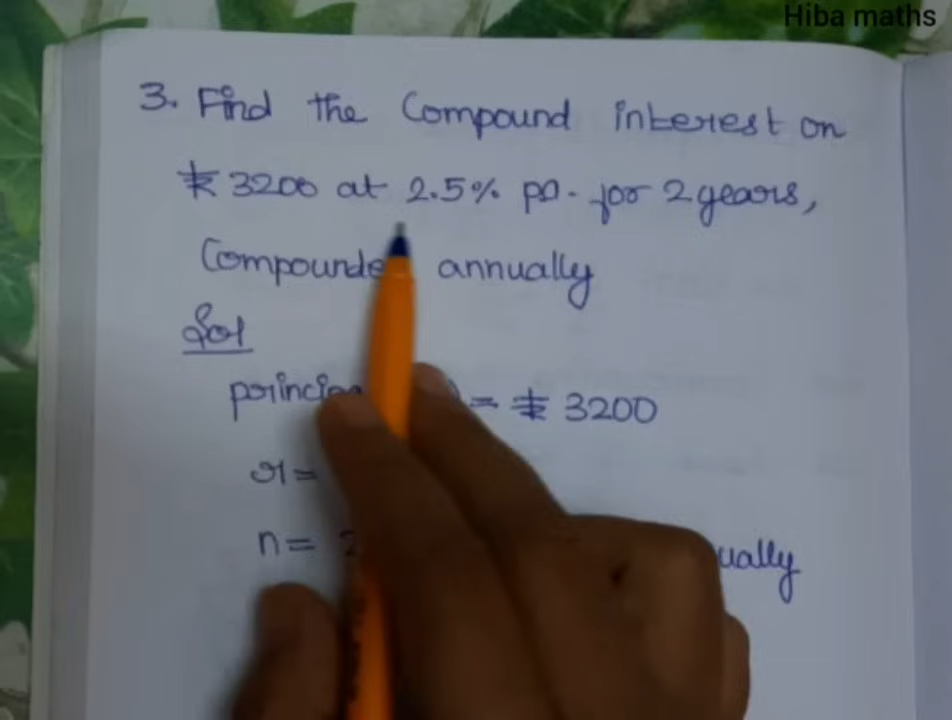 Hiba maths
3. Find the Compound interest on
₹ 3200 at 2.5% pa. for 2 years,
annually
Sol
= ₹ 3200
r =
n = 2